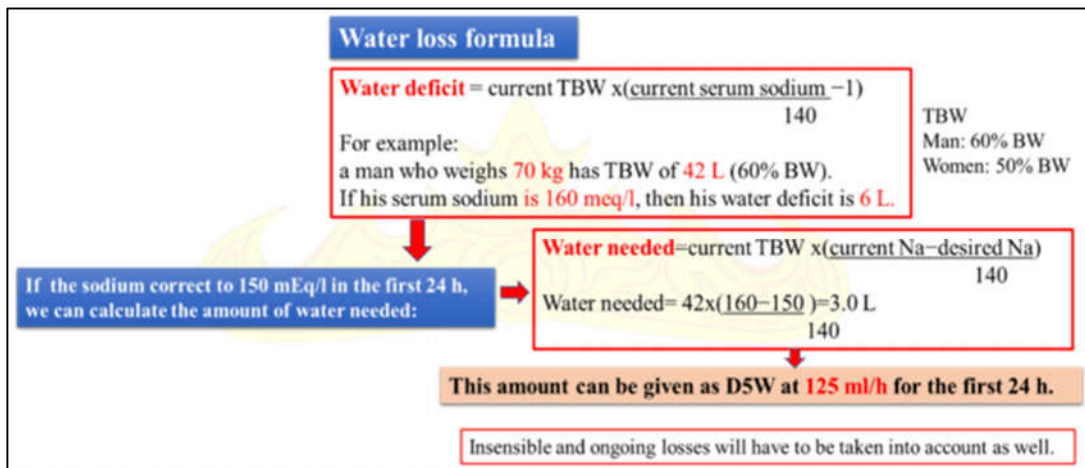 Water loss formula
Water deficit = current TBW x(current serum sodium −1)
140
For example:
a man who weighs 70 kg has TBW of 42 L (60% BW).
If his serum sodium is 160 meq/l, then his water deficit is 6 L.
TBW
Man: 60% BW
Women: 50% BW
If the sodium correct to 150 mEq/l in the first 24 h,
we can calculate the amount of water needed:
Water needed=current TBW x(current Na−desired Na)
140
Water needed= 42x(160−150 )=3.0 L
140
This amount can be given as D5W at 125 ml/h for the first 24 h.
Insensible and ongoing losses will have to be taken into account as well.